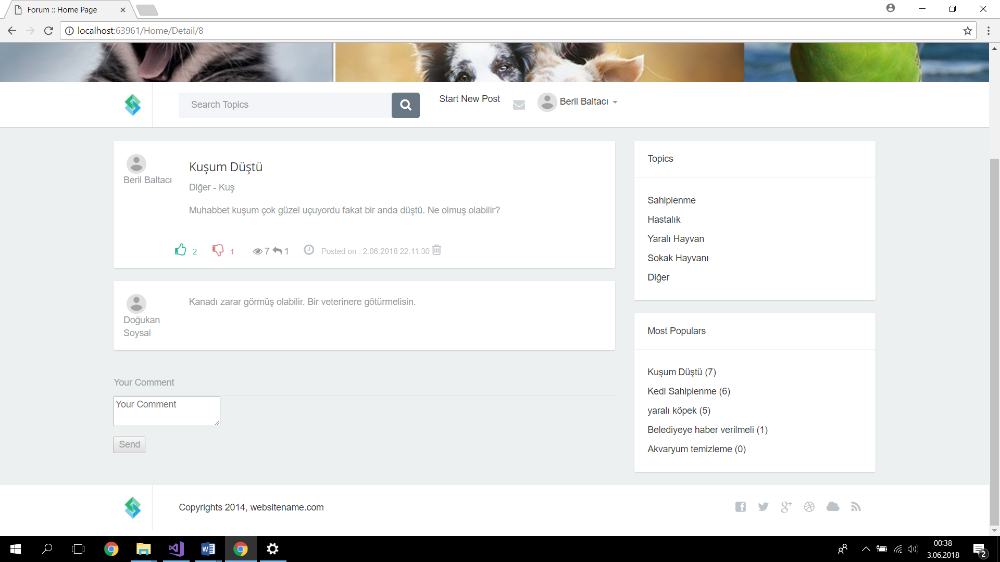 Forum :: Home Page
localhost:63961/Home/Detail/8
Search Topics
Start New Post
Beril Baltacı
Beril Baltacı
Kuşum Düştü
Diğer - Kuş
Muhabbet kuşum çok güzel uçuyordu fakat bir anda düştü. Ne olmuş olabilir?
2 1 7 1 Posted on : 2.06.2018 22:11:30
Doğukan
Soysal
Kanadı zarar görmüş olabilir. Bir veterinere götürmelisin.
Your Comment
Your Comment
Send
Topics
Sahiplenme
Hastalık
Yaralı Hayvan
Sokak Hayvanı
Diğer
Most Populars
Kuşum Düştü (7)
Kedi Sahiplenme (6)
yaralı köpek (5)
Belediyeye haber verilmeli (1)
Akvaryum temizleme (0)
Copyrights 2014, websitename.com
00:38
3.06.2018
2